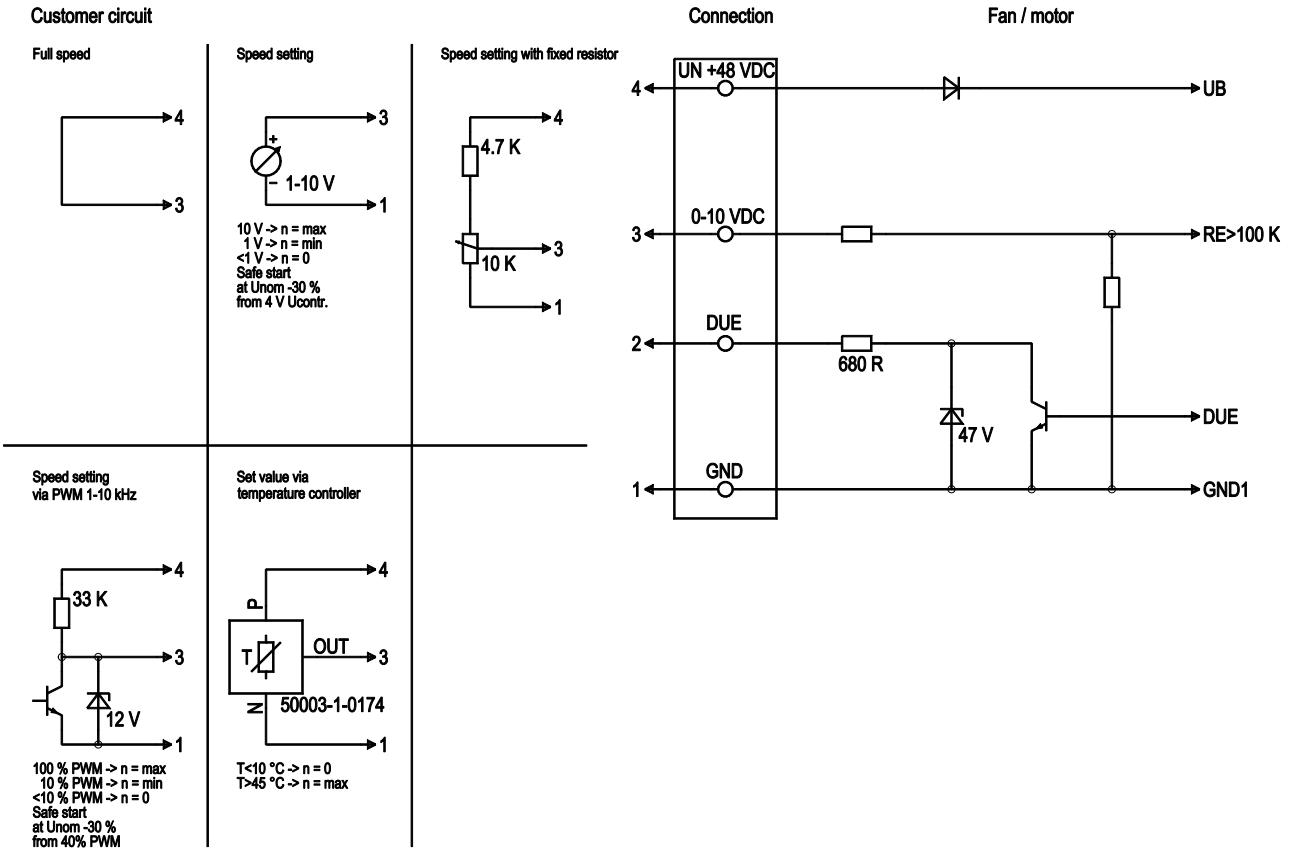 Customer circuit
Connection
Fan / motor
Full speed
4
3
Speed setting
3
+
–
1-10 V
1
10 V -> n = max
1 V -> n = min
<1 V -> n = 0
Safe start
at Unom -30 %
from 4 V Ucontr.
Speed setting with fixed resistor
4
4.7 K
3
10 K
1
Speed setting
via PWM 1-10 kHz
4
33 K
3
12 V
1
100 % PWM -> n = max
10 % PWM -> n = min
<10 % PWM -> n = 0
Safe start
at Unom -30 %
from 40% PWM
Set value via
temperature controller
4
P
T
OUT
3
N
50003-1-0174
1
T<10 °C -> n = 0
T>45 °C -> n = max
UN +48 VDC
4
UB
0-10 VDC
3
RE>100 K
DUE
2
680 R
47 V
DUE
GND
1
GND1